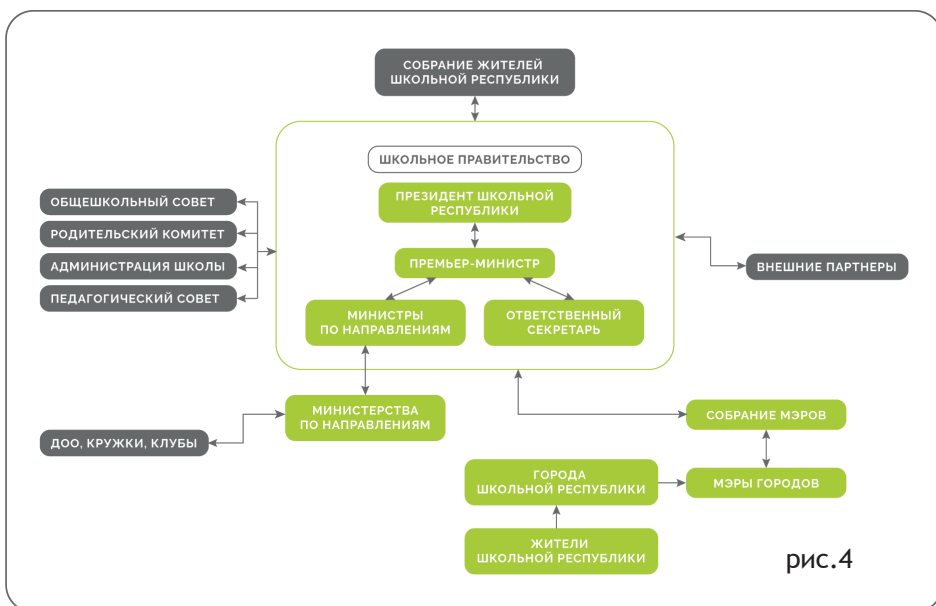 СОБРАНИЕ ЖИТЕЛЕЙ
ШКОЛЬНОЙ РЕСПУБЛИКИ
ШКОЛЬНОЕ ПРАВИТЕЛЬСТВО
ПРЕЗИДЕНТ ШКОЛЬНОЙ
РЕСПУБЛИКИ
ПРЕМЬЕР-МИНИСТР
МИНИСТРЫ
ПО НАПРАВЛЕНИЯМ
ОТВЕТСТВЕННЫЙ
СЕКРЕТАРЬ
ОБЩЕШКОЛЬНЫЙ СОВЕТ
РОДИТЕЛЬСКИЙ КОМИТЕТ
АДМИНИСТРАЦИЯ ШКОЛЫ
ПЕДАГОГИЧЕСКИЙ СОВЕТ
ВНЕШНИЕ ПАРТНЕРЫ
МИНИСТЕРСТВА
ПО НАПРАВЛЕНИЯМ
ДОО, КРУЖКИ, КЛУБЫ
СОБРАНИЕ МЭРОВ
ГОРОДА
ШКОЛЬНОЙ РЕСПУБЛИКИ
МЭРЫ ГОРОДОВ
ЖИТЕЛИ
ШКОЛЬНОЙ РЕСПУБЛИКИ
рис.4